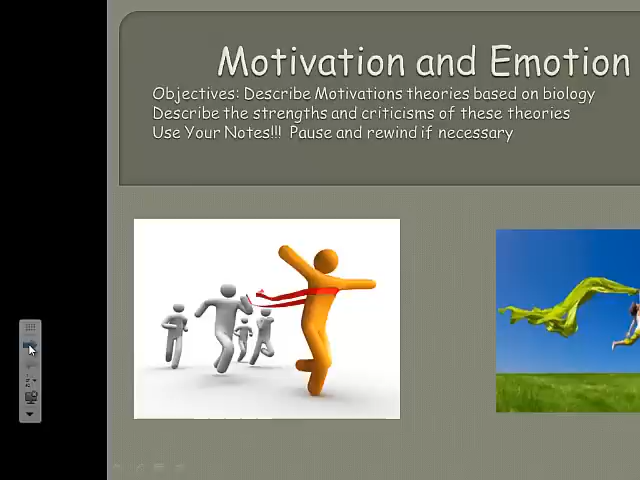 Motivation and Emotion
Objectives: Describe Motivations theories based on biology
Describe the strengths and criticisms of these theories
Use Your Notes!!!  Pause and rewind if necessary